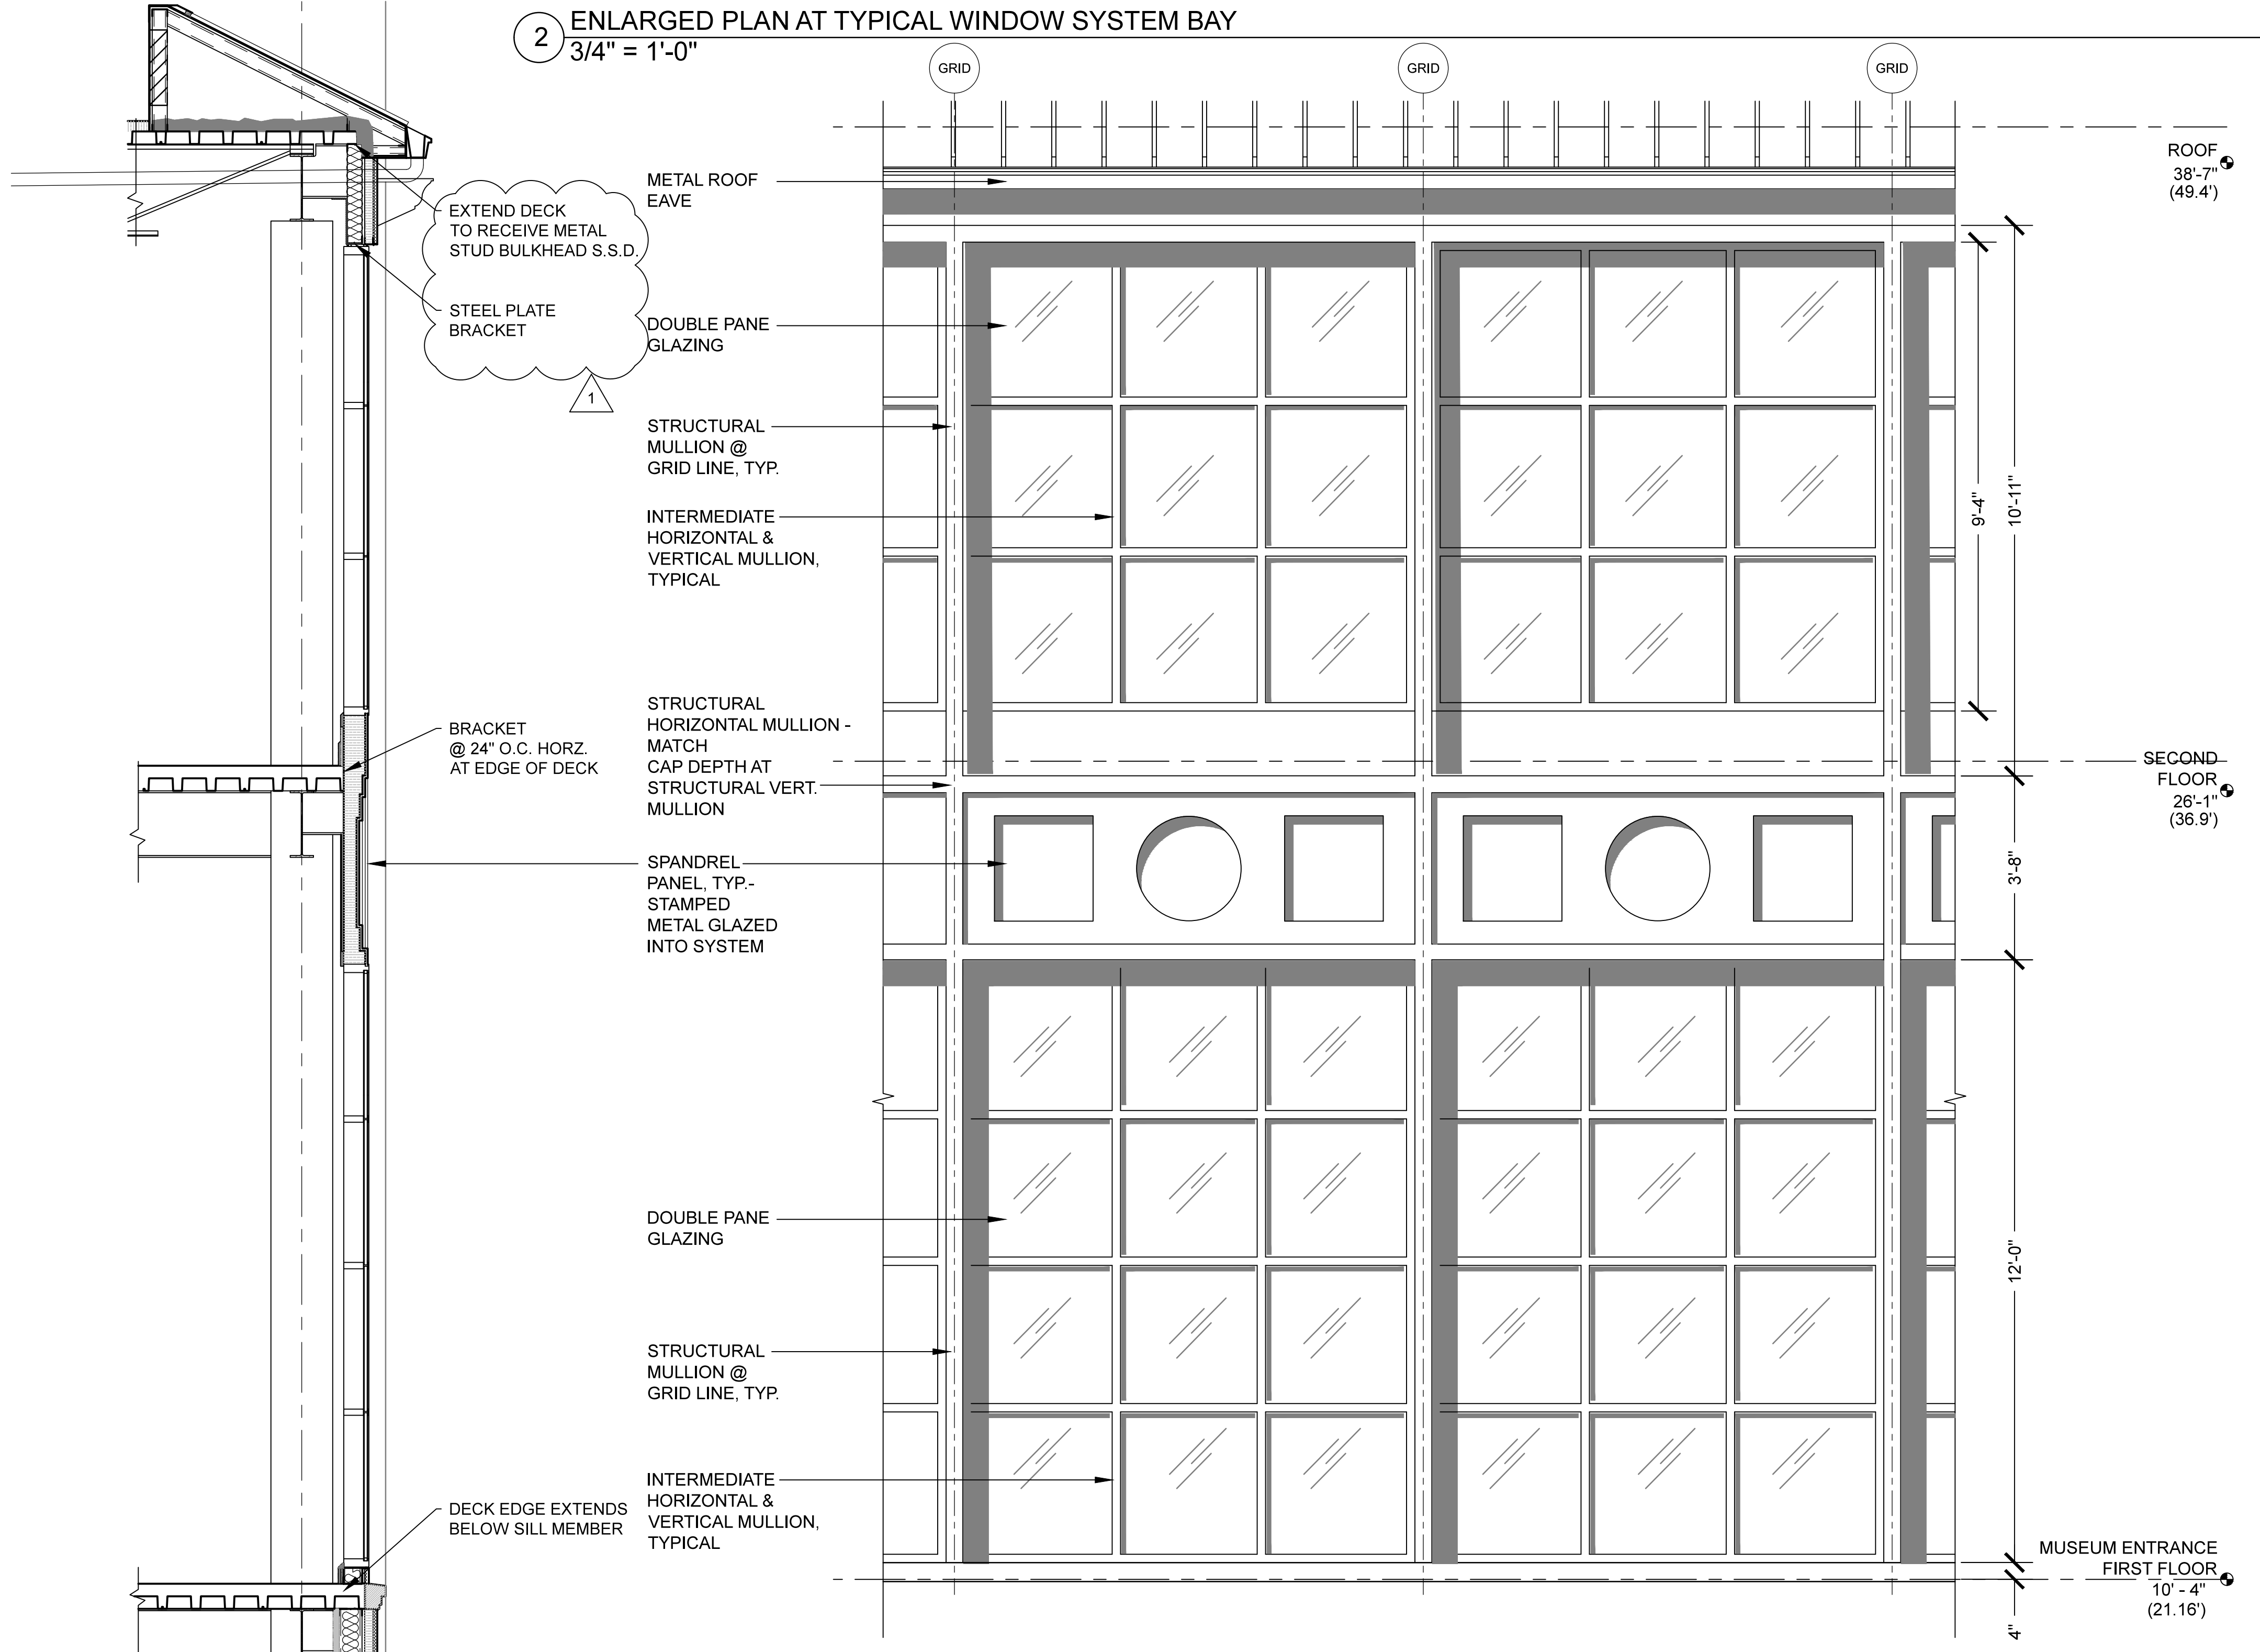 2
ENLARGED PLAN AT TYPICAL WINDOW SYSTEM BAY
3/4" = 1'-0"
GRID
GRID
GRID
EXTEND DECK
TO RECEIVE METAL
STUD BULKHEAD S.S.D.
STEEL PLATE
BRACKET
1
BRACKET
@ 24" O.C. HORZ.
AT EDGE OF DECK
DECK EDGE EXTENDS
BELOW SILL MEMBER
METAL ROOF
EAVE
DOUBLE PANE
GLAZING
STRUCTURAL
MULLION @
GRID LINE, TYP.
INTERMEDIATE
HORIZONTAL &
VERTICAL MULLION,
TYPICAL
STRUCTURAL
HORIZONTAL MULLION -
MATCH
CAP DEPTH AT
STRUCTURAL VERT.
MULLION
SPANDREL
PANEL, TYP.-
STAMPED
METAL GLAZED
INTO SYSTEM
DOUBLE PANE
GLAZING
STRUCTURAL
MULLION @
GRID LINE, TYP.
INTERMEDIATE
HORIZONTAL &
VERTICAL MULLION,
TYPICAL
9'-4"
10'-11"
3'-8"
12'-0"
4"
ROOF
38'-7"
(49.4')
SECOND
FLOOR
26'-1"
(36.9')
MUSEUM ENTRANCE
FIRST FLOOR
10' - 4"
(21.16')